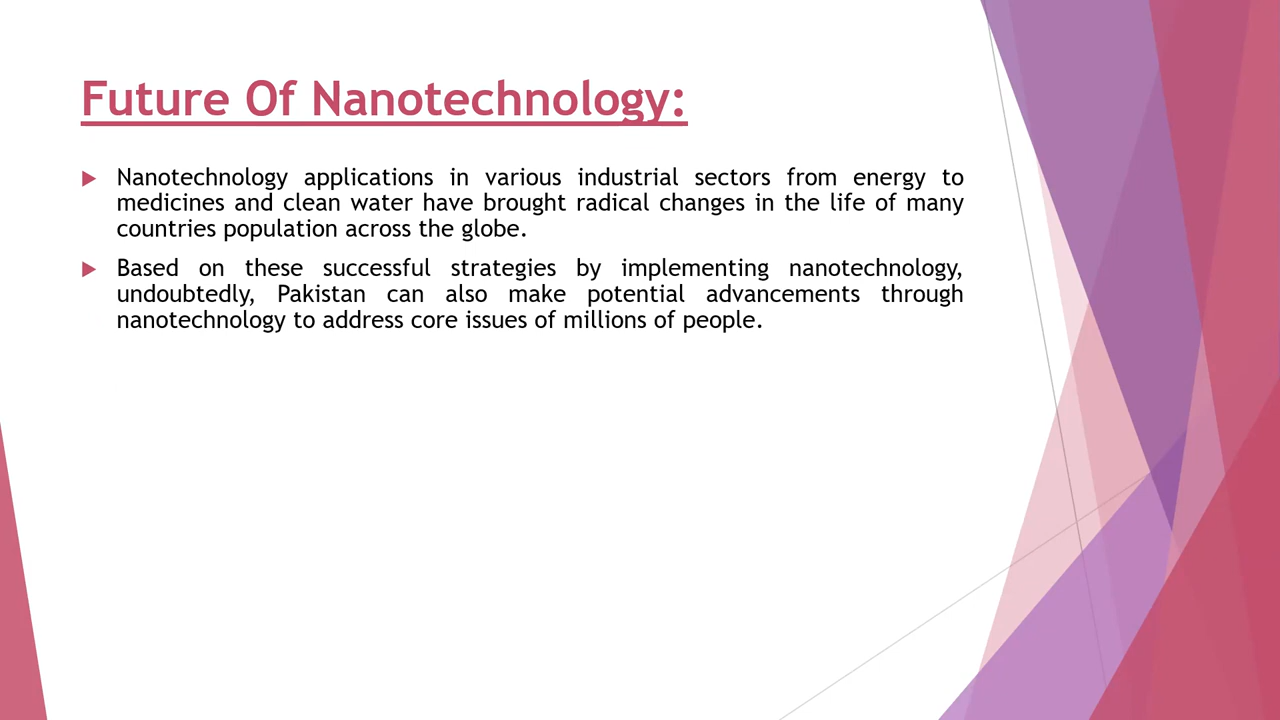 Future Of Nanotechnology:
Nanotechnology applications in various industrial sectors from energy to
medicines and clean water have brought radical changes in the life of many
countries population across the globe.
Based on these successful strategies by implementing nanotechnology,
undoubtedly, Pakistan can also make potential advancements through
nanotechnology to address core issues of millions of people.